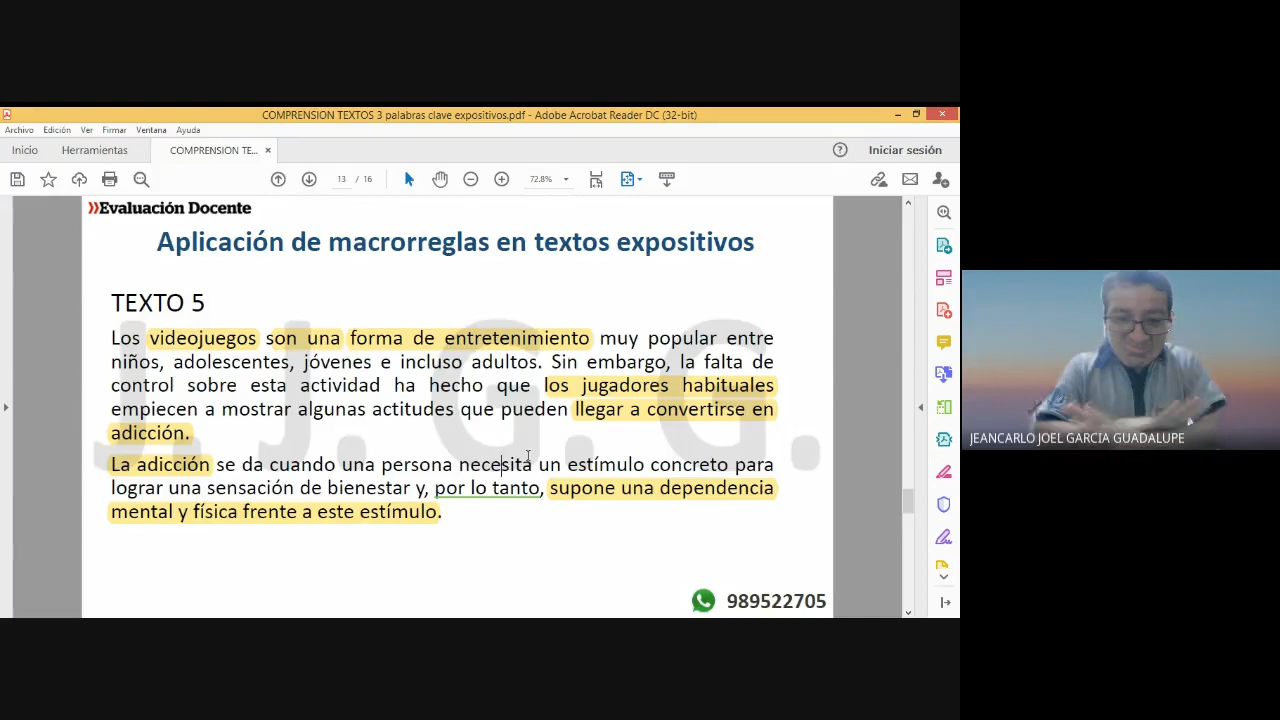 COMPRENSION TEXTOS 3 palabras clave expositivos.pdf - Adobe Acrobat Reader DC (32-bit)
Archivo Edición Ver Firmar Ventana Ayuda
Inicio Herramientas COMPRENSION TE... × Iniciar sesión
13 / 16 72.8%
»Evaluación Docente
Aplicación de macrorreglas en textos expositivos
TEXTO 5
Los videojuegos son una forma de entretenimiento muy popular entre
niños, adolescentes, jóvenes e incluso adultos. Sin embargo, la falta de
control sobre esta actividad ha hecho que los jugadores habituales
empiecen a mostrar algunas actitudes que pueden llegar a convertirse en
adicción.
La adicción se da cuando una persona necesita un estímulo concreto para
lograr una sensación de bienestar y, por lo tanto, supone una dependencia
mental y física frente a este estímulo.
J. J. G. G.
989522705
JEANCARLO JOEL GARCIA GUADALUPE